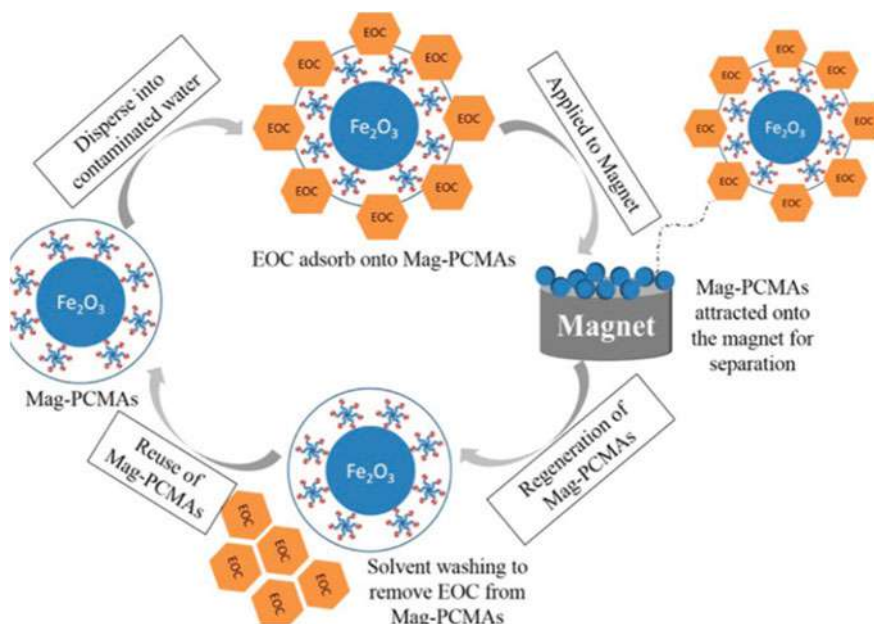 Disperse into
contaminated water
EOC
EOC
EOC
EOC
EOC
EOC
EOC
EOC
Fe₂O₃
EOC adsorb onto Mag-PCMAs
Applied to Magnet
EOC
EOC
EOC
EOC
EOC
EOC
EOC
EOC
Fe₂O₃
Magnet
Mag-PCMAs
attracted onto
the magnet for
separation
Regeneration of
Mag-PCMAs
Fe₂O₃
Solvent washing to
remove EOC from
Mag-PCMAs
EOC
EOC
EOC
EOC
EOC
Reuse of
Mag-PCMAs
Fe₂O₃
Mag-PCMAs